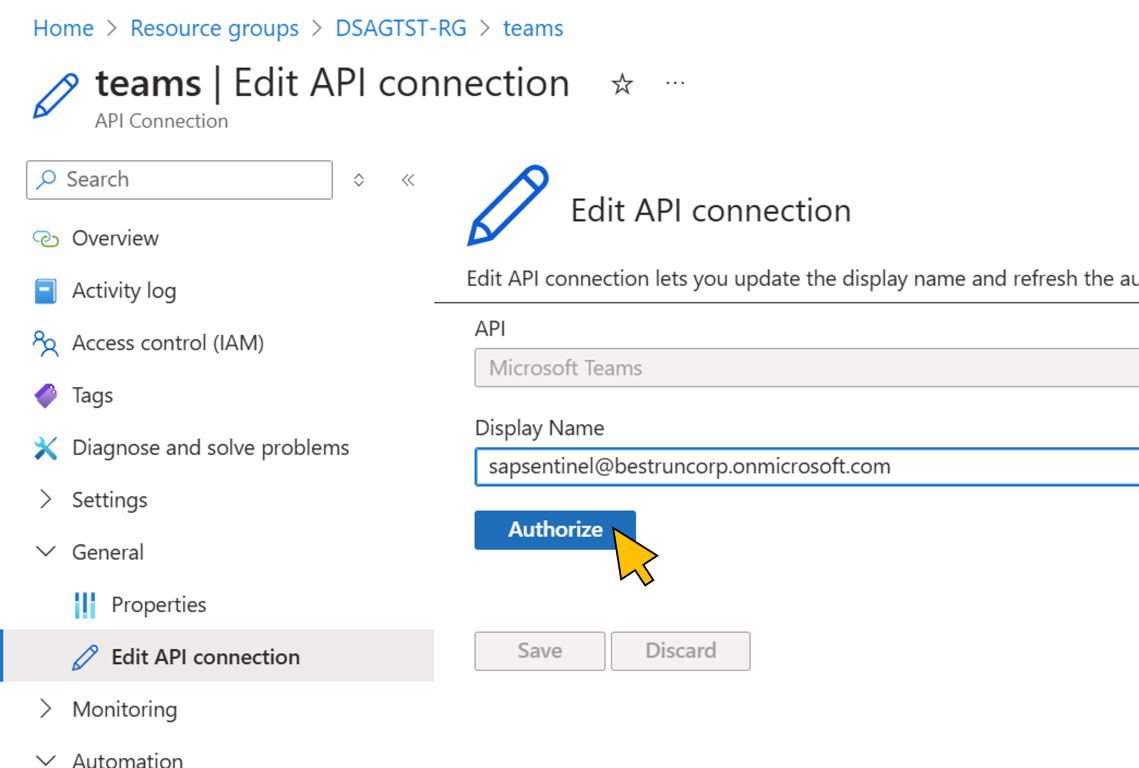 Home > Resource groups > DSAGTST-RG > teams
teams | Edit API connection
API Connection
Search
Overview
Activity log
Access control (IAM)
Tags
Diagnose and solve problems
Settings
General
Properties
Edit API connection
Monitoring
Automation
Edit API connection
Edit API connection lets you update the display name and refresh the
API
Microsoft Teams
Display Name
sapsentinel@bestruncorp.onmicrosoft.com
Authorize
Save
Discard